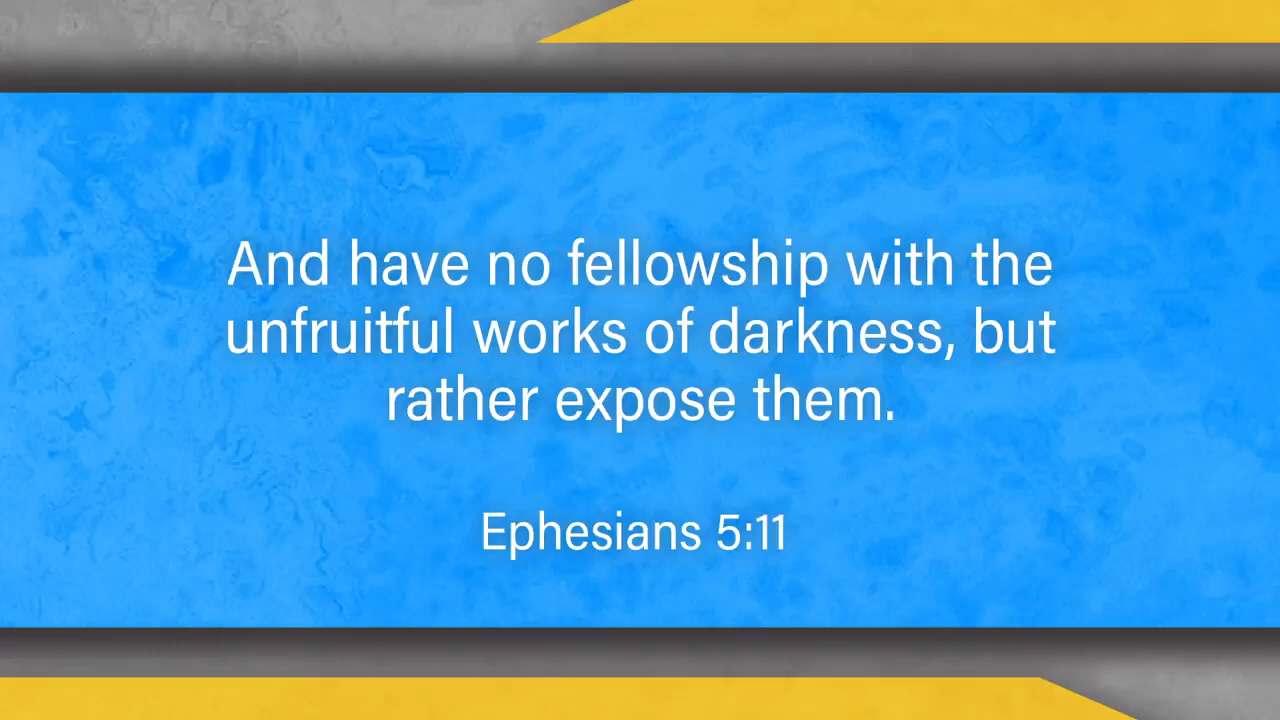 And have no fellowship with the
unfruitful works of darkness, but
rather expose them.
Ephesians 5:11